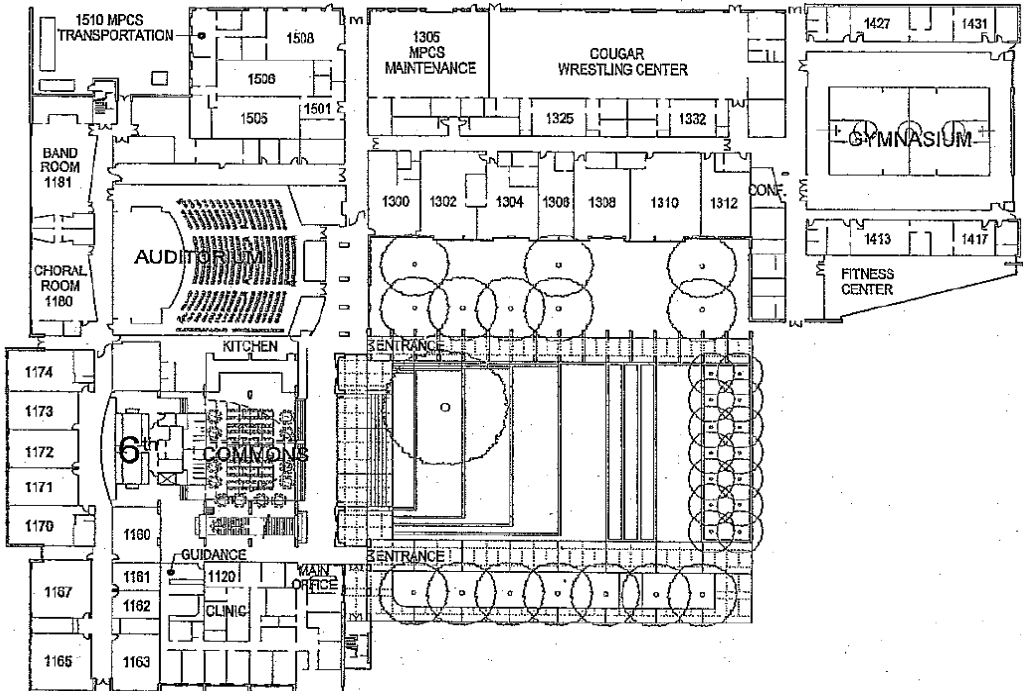 1510 MPCS
TRANSPORTATION
1508
1506
1505
1501
1305
MPCS
MAINTENANCE
COUGAR
WRESTLING CENTER
1325
1332
1427
1431
GYMNASIUM
BAND
ROOM
1181
1300
1302
1304
1306
1308
1310
1312
CONF.
1413
1417
FITNESS
CENTER
AUDITORIUM
CHORAL
ROOM
1180
KITCHEN
ENTRANCE
1174
1173
1172
1171
1170
6th
COMMONS
1160
ENTRANCE
GUIDANCE
1167
1161
1162
1120
CLINIC
MAIN
OFFICE
1165
1163